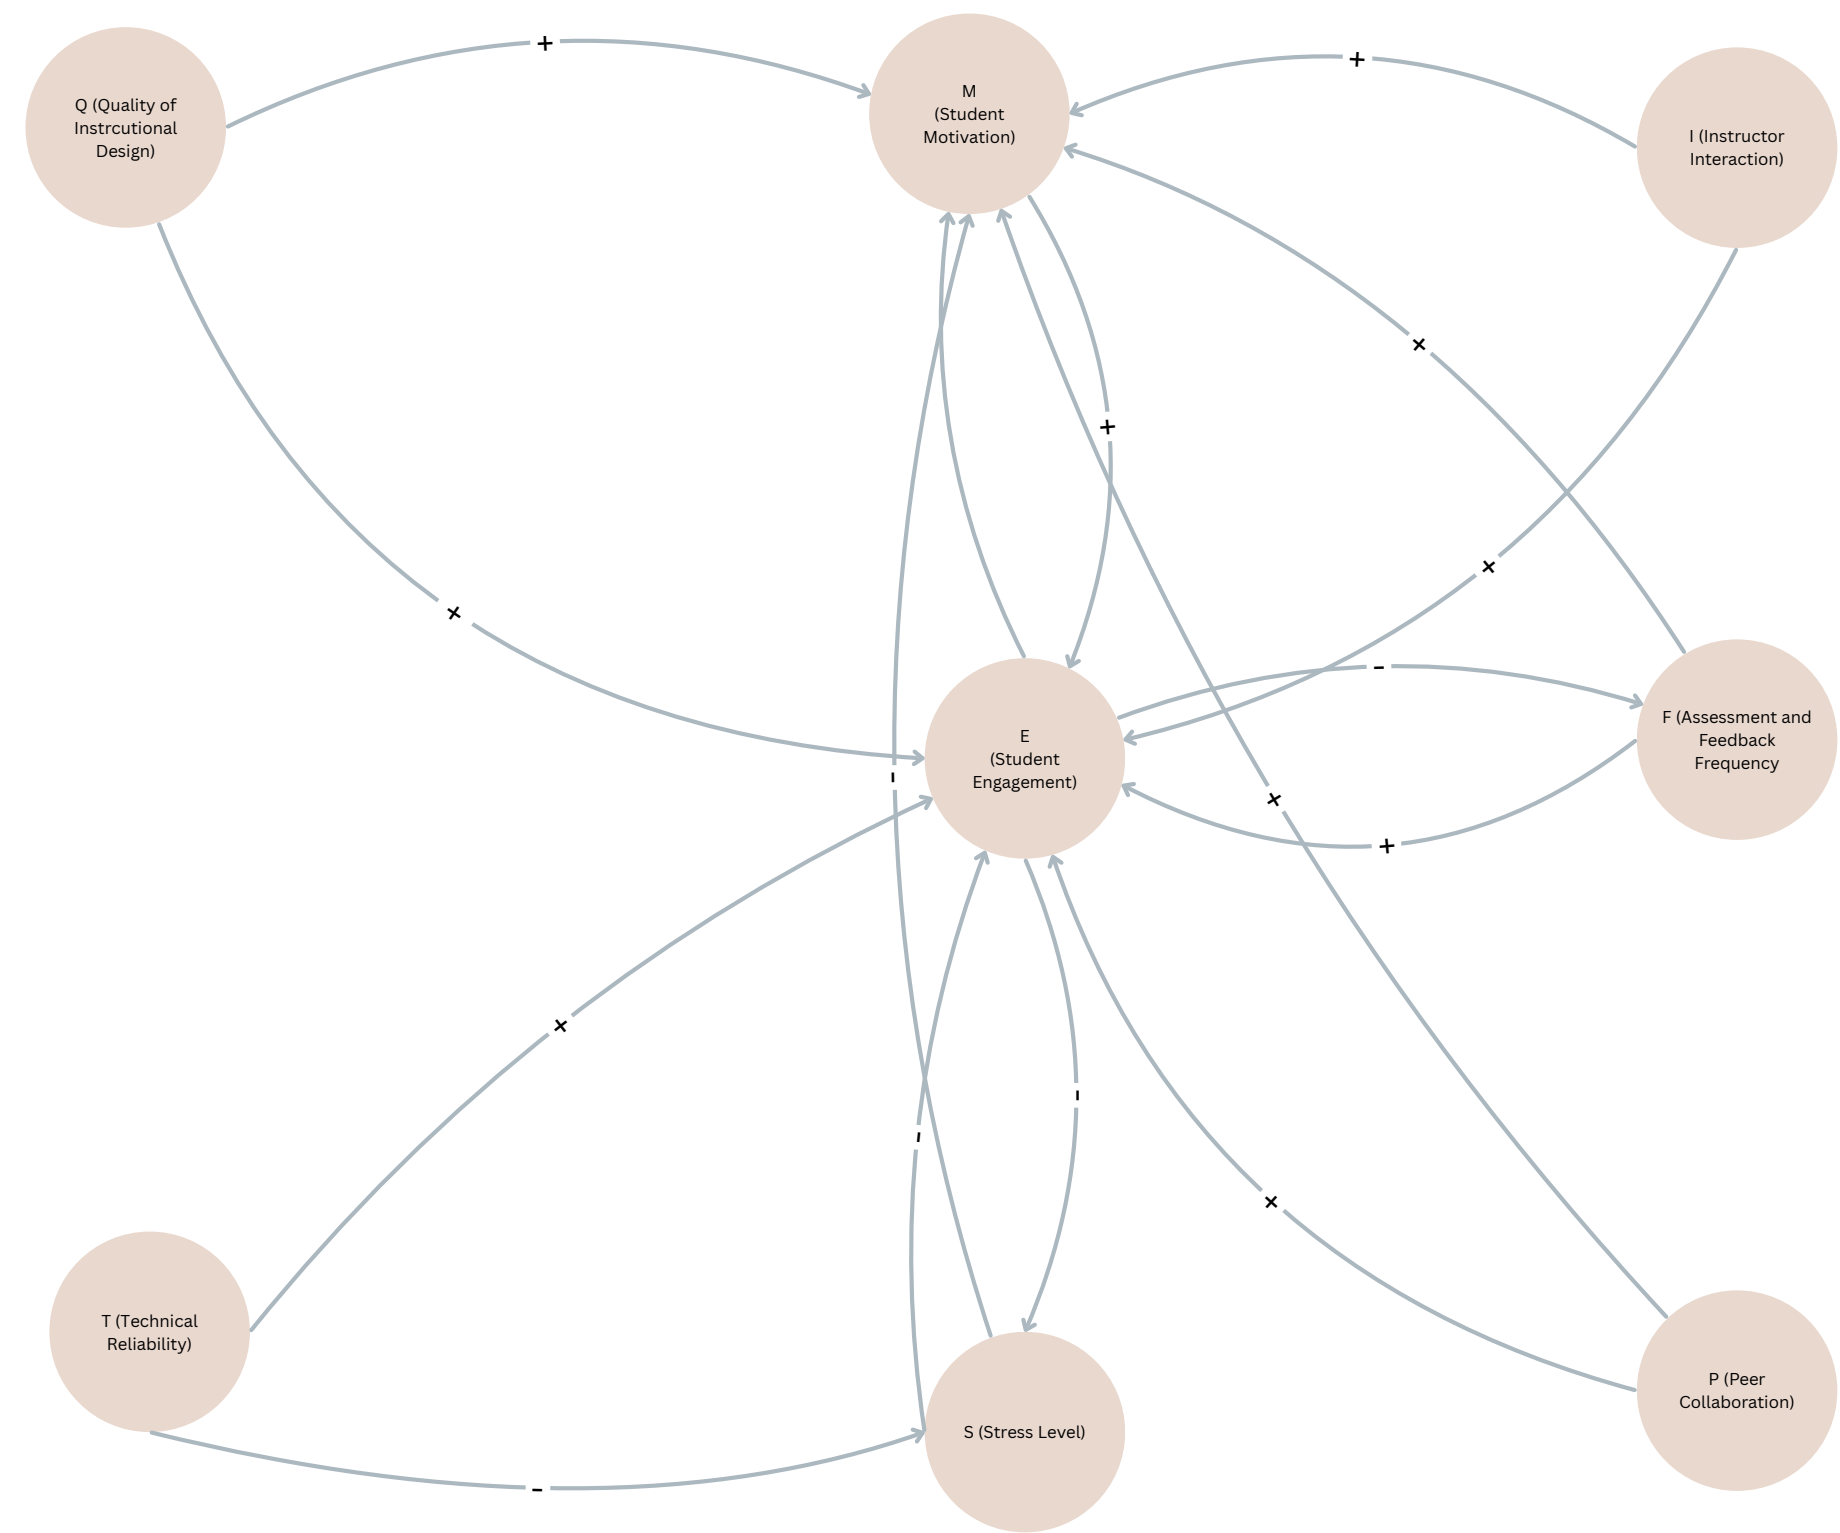 Q (Quality of
Instrcutional
Design)
+
M
(Student
Motivation)
+
I (Instructor
Interaction)
+
+
+
+
-
F (Assessment and
Feedback
Frequency
E
(Student
Engagement)
-
+
+
+
-
-
+
T (Technical
Reliability)
P (Peer
Collaboration)
S (Stress Level)
-